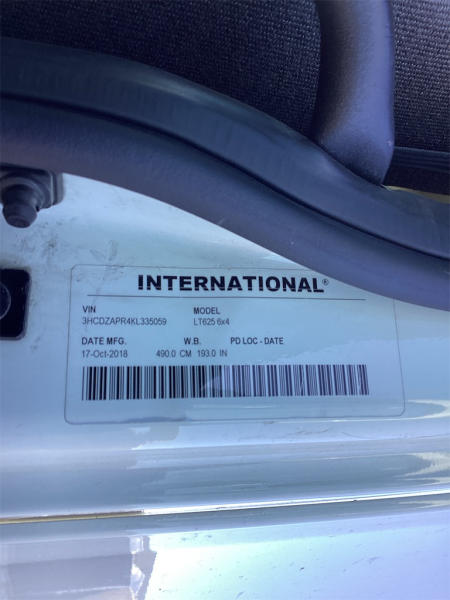 INTERNATIONAL®
VIN MODEL
3HCDZAPR4KL335059 LT625 6x4
DATE MFG. W.B. PD LOC - DATE
17-Oct-2018 490.0 CM 193.0 IN